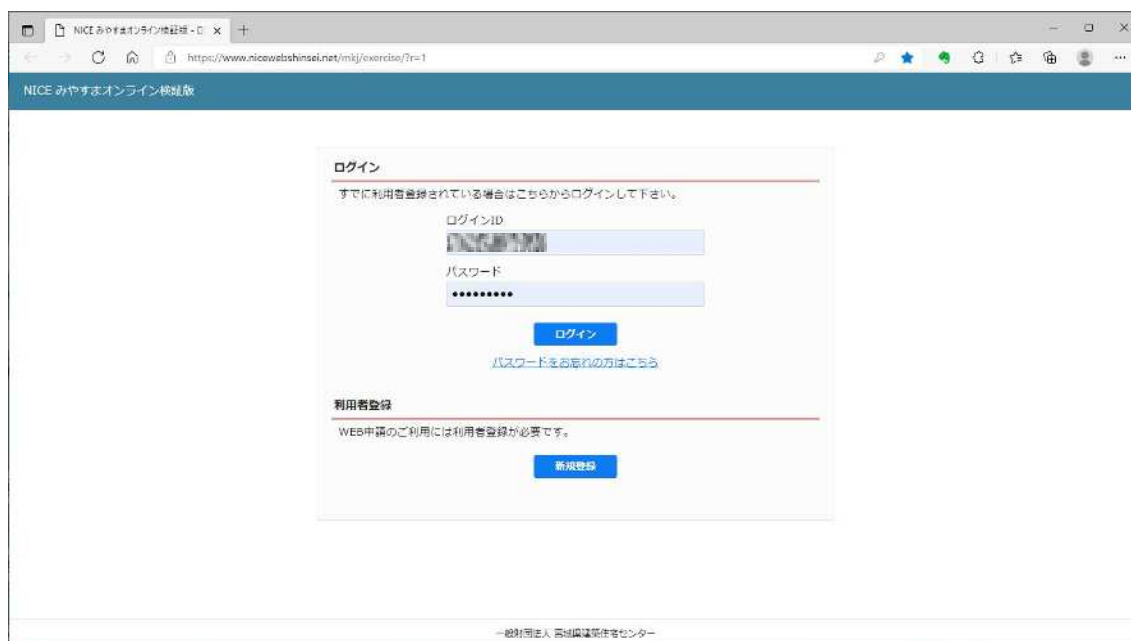 NICE みやすまオンライン検証版 - ロ
https://www.nicewebshinsei.net/mkj/exercise/?r=1
NICE みやすまオンライン検証版
ログイン
すでに利用者登録されている場合はこちらからログインして下さい。
ログインID
パスワード
•••••••••
ログイン
パスワードをお忘れの方はこちら
利用者登録
WEB申請のご利用には利用者登録が必要です。
新規登録
一般財団法人 宮城県建築住宅センター